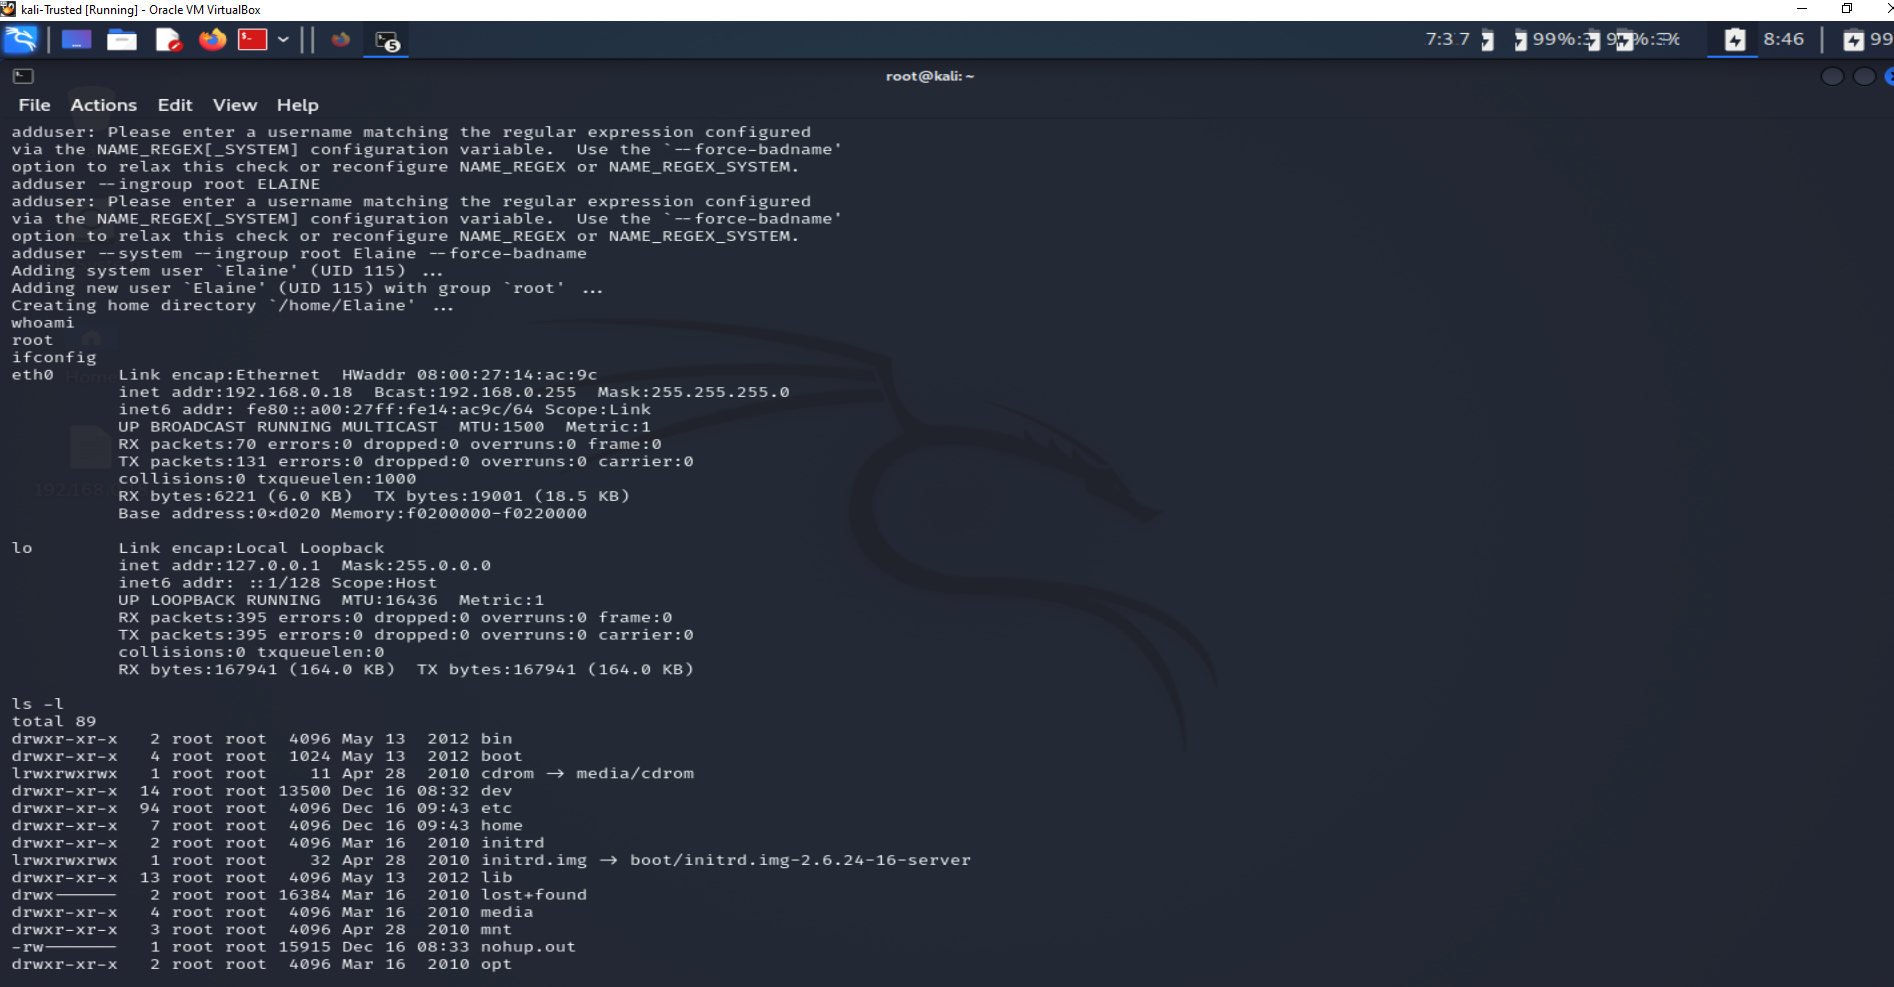 kali-Trusted [Running] - Oracle VM VirtualBox
5
8:46
99
root@kali: ~
File Actions Edit View Help
adduser: Please enter a username matching the regular expression configured
via the NAME_REGEX[_SYSTEM] configuration variable.  Use the `--force-badname'
option to relax this check or reconfigure NAME_REGEX or NAME_REGEX_SYSTEM.
adduser --ingroup root ELAINE
adduser: Please enter a username matching the regular expression configured
via the NAME_REGEX[_SYSTEM] configuration variable.  Use the `--force-badname'
option to relax this check or reconfigure NAME_REGEX or NAME_REGEX_SYSTEM.
adduser --system --ingroup root Elaine --force-badname
Adding system user `Elaine' (UID 115) ...
Adding new user `Elaine' (UID 115) with group `root' ...
Creating home directory `/home/Elaine' ...
whoami
root
ifconfig
eth0      Link encap:Ethernet  HWaddr 08:00:27:14:ac:9c
          inet addr:192.168.0.18  Bcast:192.168.0.255  Mask:255.255.255.0
          inet6 addr: fe80::a00:27ff:fe14:ac9c/64 Scope:Link
          UP BROADCAST RUNNING MULTICAST  MTU:1500  Metric:1
          RX packets:70 errors:0 dropped:0 overruns:0 frame:0
          TX packets:131 errors:0 dropped:0 overruns:0 carrier:0
          collisions:0 txqueuelen:1000
          RX bytes:6221 (6.0 KB)  TX bytes:19001 (18.5 KB)
          Base address:0×d020 Memory:f0200000-f0220000
lo        Link encap:Local Loopback
          inet addr:127.0.0.1  Mask:255.0.0.0
          inet6 addr: ::1/128 Scope:Host
          UP LOOPBACK RUNNING  MTU:16436  Metric:1
          RX packets:395 errors:0 dropped:0 overruns:0 frame:0
          TX packets:395 errors:0 dropped:0 overruns:0 carrier:0
          collisions:0 txqueuelen:0
          RX bytes:167941 (164.0 KB)  TX bytes:167941 (164.0 KB)
ls -l
total 89
drwxr-xr-x   2 root root  4096 May 13  2012 bin
drwxr-xr-x   4 root root  1024 May 13  2012 boot
lrwxrwxrwx   1 root root    11 Apr 28  2010 cdrom → media/cdrom
drwxr-xr-x  14 root root 13500 Dec 16 08:32 dev
drwxr-xr-x  94 root root  4096 Dec 16 09:43 etc
drwxr-xr-x   7 root root  4096 Dec 16 09:43 home
drwxr-xr-x   2 root root  4096 Mar 16  2010 initrd
lrwxrwxrwx   1 root root    32 Apr 28  2010 initrd.img → boot/initrd.img-2.6.24-16-server
drwxr-xr-x  13 root root  4096 May 13  2012 lib
drwx------   2 root root 16384 Mar 16  2010 lost+found
drwxr-xr-x   4 root root  4096 Mar 16  2010 media
drwxr-xr-x   3 root root  4096 Apr 28  2010 mnt
-rw-------   1 root root 15915 Dec 16 08:33 nohup.out
drwxr-xr-x   2 root root  4096 Mar 16  2010 opt